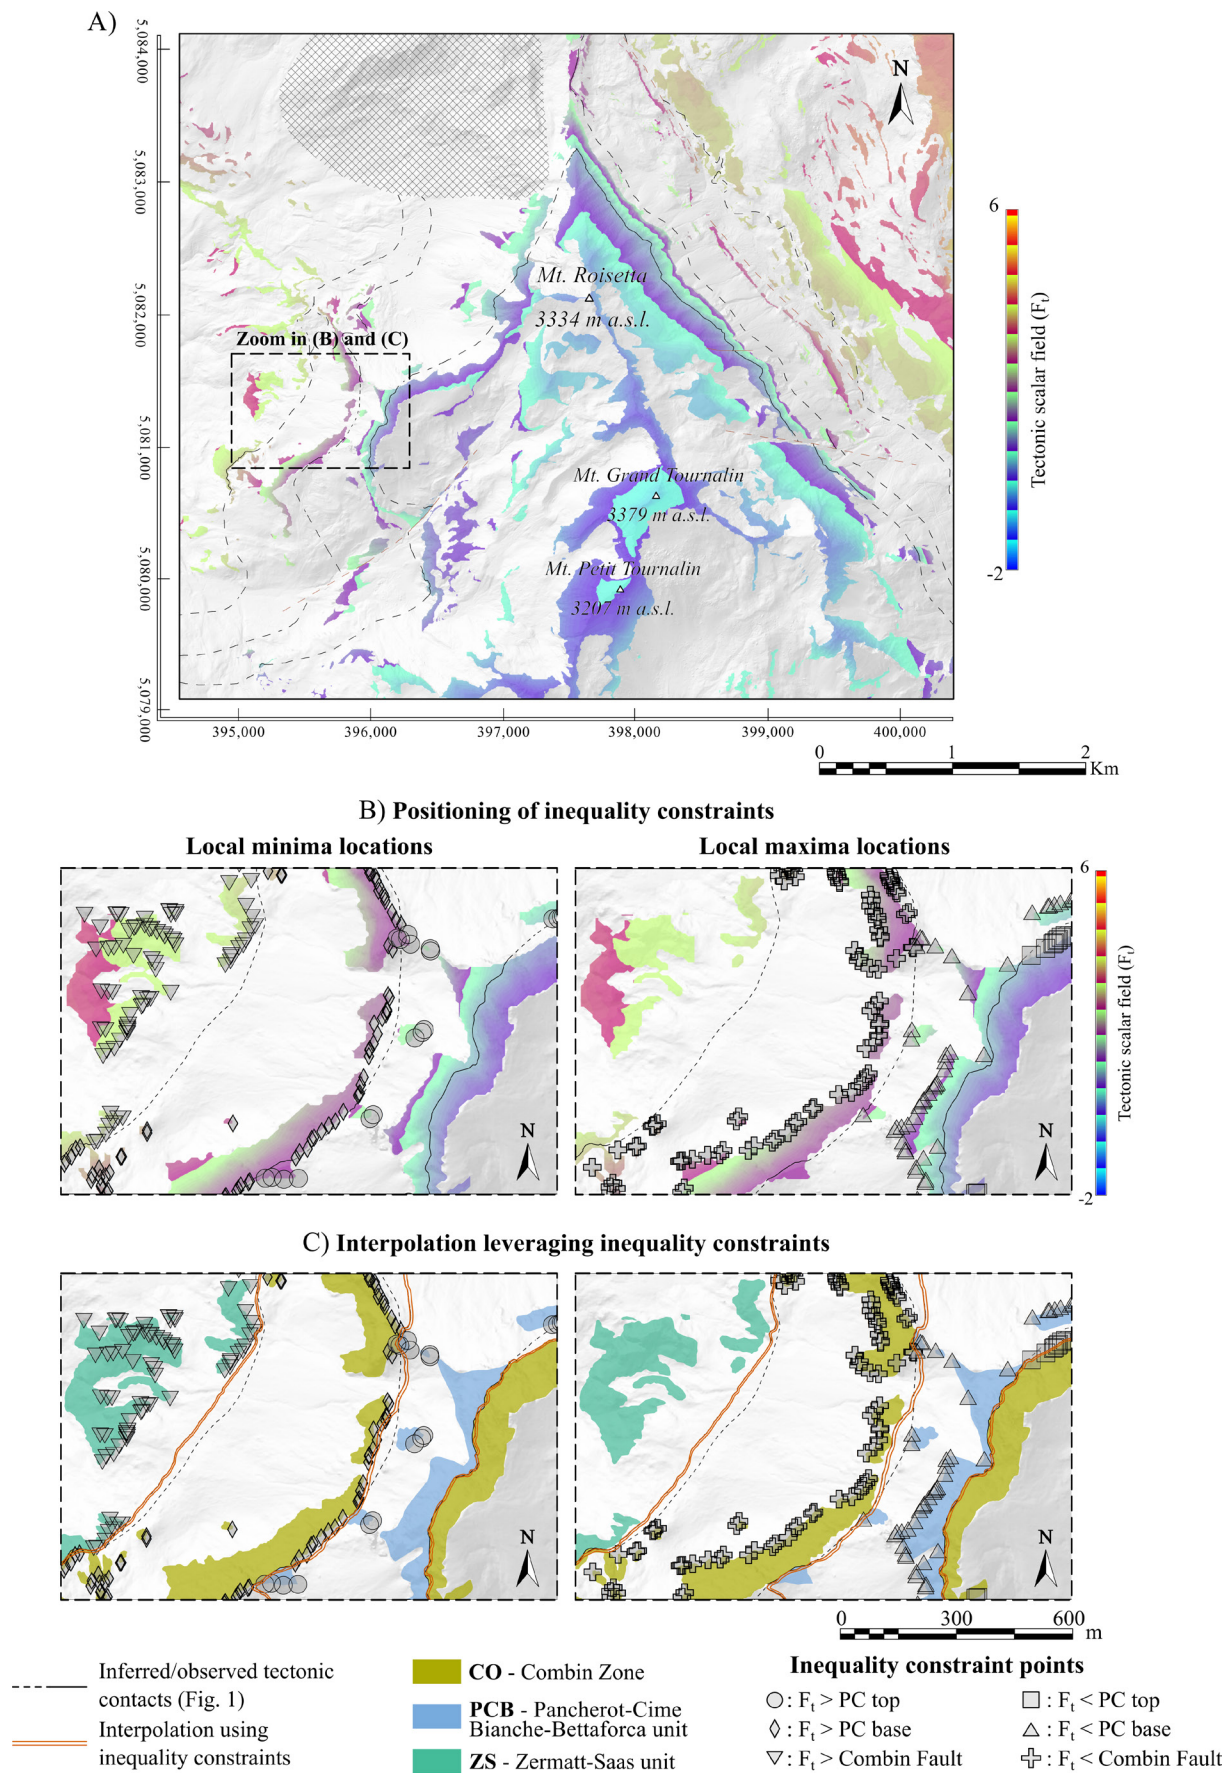 A)
5,084,000
5,083,000
5,082,000
5,081,000
5,080,000
5,079,000
N
Mt. Roisetta
3334 m a.s.l.
Zoom in (B) and (C)
Mt. Grand Tournalin
3379 m a.s.l.
Mt. Petit Tournalin
3207 m a.s.l.
6
Tectonic scalar field (Ft)
-2
395,000
396,000
397,000
398,000
399,000
400,000
0 1 2
Km
B) Positioning of inequality constraints
Local minima locations
Local maxima locations
N
N
6
Tectonic scalar field (Ft)
-2
C) Interpolation leveraging inequality constraints
N
N
0 300 600
m
Inferred/observed tectonic
contacts (Fig. 1)
Interpolation using
inequality constraints
CO - Combin Zone
PCB - Pancherot-Cime
Bianche-Bettaforca unit
ZS - Zermatt-Saas unit
Inequality constraint points
: Ft > PC top
: Ft > PC base
: Ft > Combin Fault
: Ft < PC top
: Ft < PC base
: Ft < Combin Fault